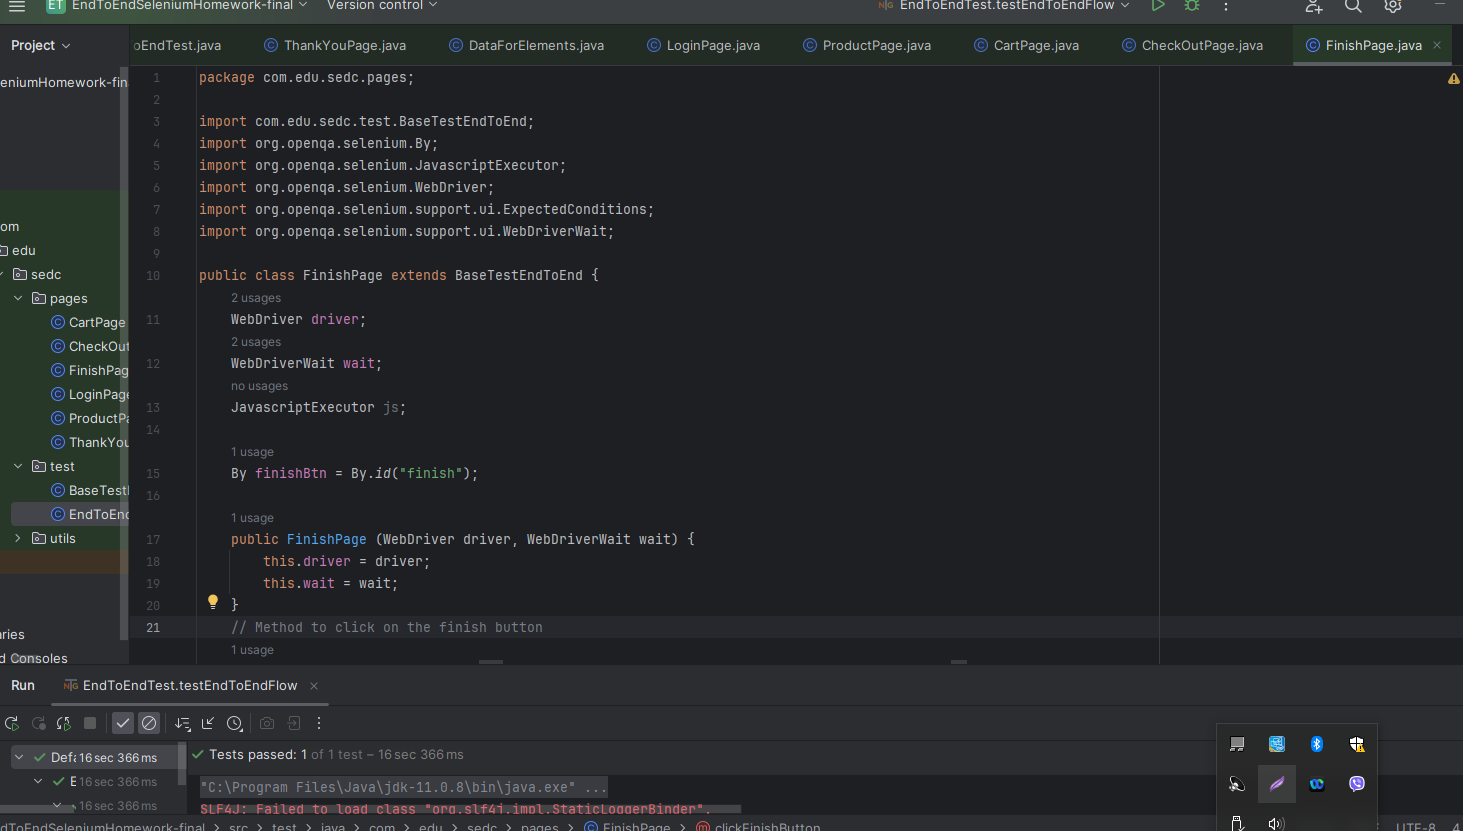 ET EndToEndSeleniumHomework-final Version control EndToEndTest.testEndToEndFlow
Project
oEndTest.java ThankYouPage.java DataForElements.java LoginPage.java ProductPage.java CartPage.java CheckOutPage.java FinishPage.java
eniumHomework-fin
om
edu
sedc
pages
CartPage
CheckOut
FinishPag
LoginPage
ProductPa
ThankYou
test
BaseTestE
EndToEnd
utils
aries
d Consoles
1 package com.edu.sedc.pages;
2
3 import com.edu.sedc.test.BaseTestEndToEnd;
4 import org.openqa.selenium.By;
5 import org.openqa.selenium.JavascriptExecutor;
6 import org.openqa.selenium.WebDriver;
7 import org.openqa.selenium.support.ui.ExpectedConditions;
8 import org.openqa.selenium.support.ui.WebDriverWait;
9
10 public class FinishPage extends BaseTestEndToEnd {
2 usages
11 WebDriver driver;
2 usages
12 WebDriverWait wait;
no usages
13 JavascriptExecutor js;
14
1 usage
15 By finishBtn = By.id("finish");
16
1 usage
17 public FinishPage (WebDriver driver, WebDriverWait wait) {
18 this.driver = driver;
19 this.wait = wait;
20 }
21 // Method to click on the finish button
1 usage
Run EndToEndTest.testEndToEndFlow
Defa 16 sec 366 ms
E 16 sec 366 ms
16 sec 366 ms
Tests passed: 1 of 1 test – 16 sec 366 ms
"C:\Program Files\Java\jdk-11.0.8\bin\java.exe" ...
SLF4J: Failed to load class "org.slf4j.impl.StaticLoggerBinder".
dToEndSeleniumHomework-final > src > test > java > com > edu > sedc > pages > FinishPage > clickFinishButton
UTF-8 4